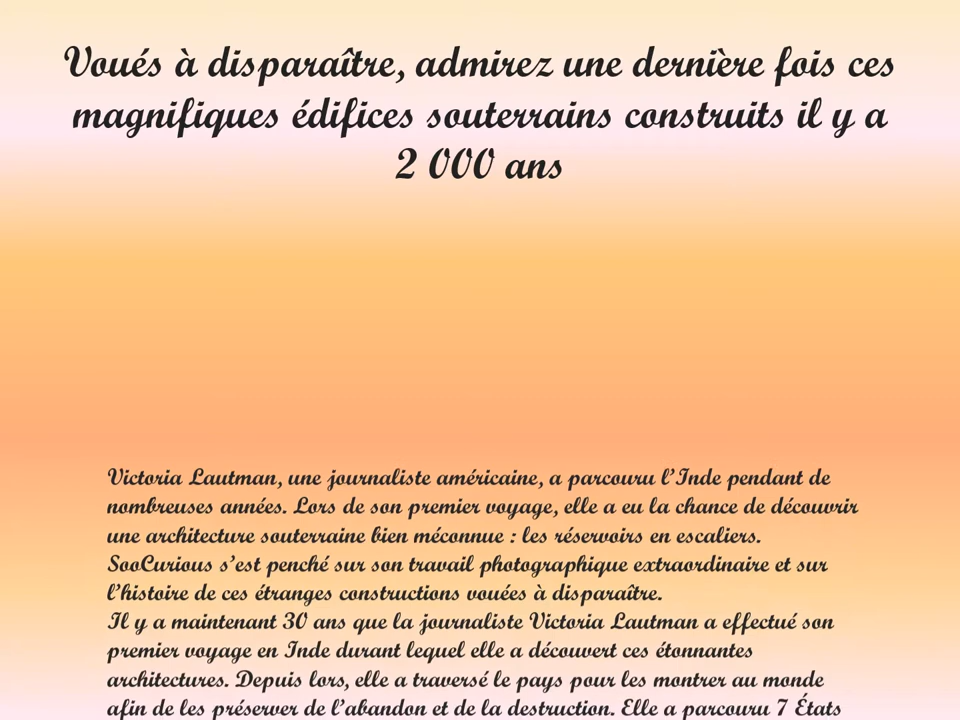 Voués à disparaître, admirez une dernière fois ces
magnifiques édifices souterrains construits il y a
2 000 ans
Victoria Lautman, une journaliste américaine, a parcouru l’Inde pendant de
nombreuses années. Lors de son premier voyage, elle a eu la chance de découvrir
une architecture souterraine bien méconnue : les réservoirs en escaliers.
SooCurious s’est penché sur son travail photographique extraordinaire et sur
l’histoire de ces étranges constructions vouées à disparaître.
Il y a maintenant 30 ans que la journaliste Victoria Lautman a effectué son
premier voyage en Inde durant lequel elle a découvert ces étonnantes
architectures. Depuis lors, elle a traversé le pays pour les montrer au monde
afin de les préserver de l’abandon et de la destruction. Elle a parcouru 7 États